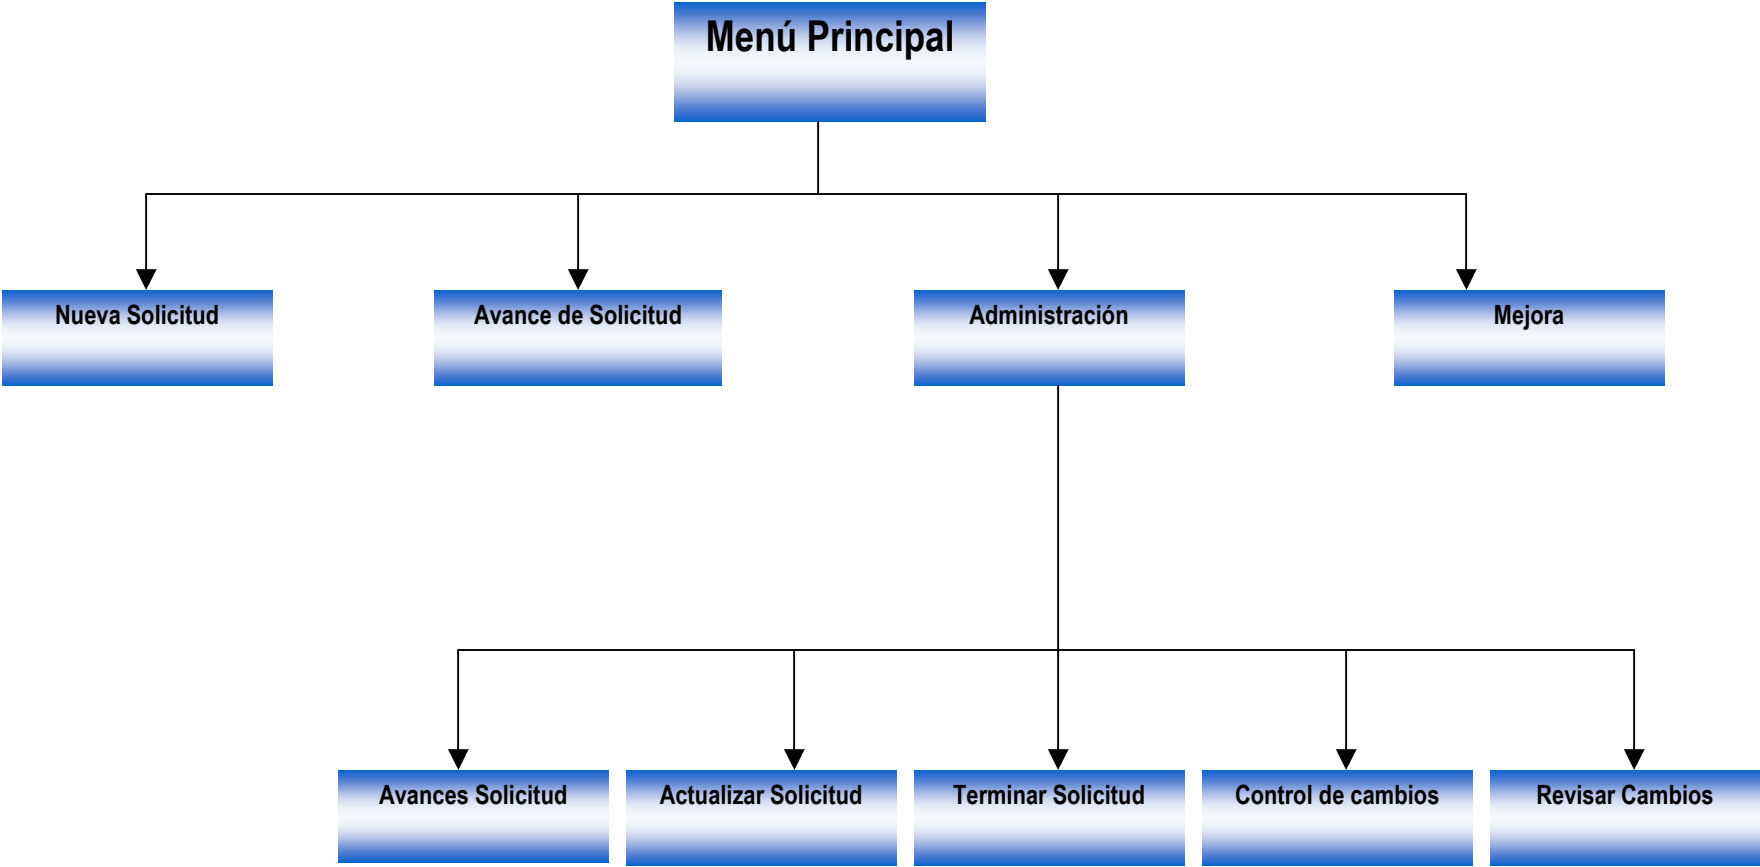 Menú Principal
Nueva Solicitud
Avance de Solicitud
Administración
Mejora
Avances Solicitud
Actualizar Solicitud
Terminar Solicitud
Control de cambios
Revisar Cambios